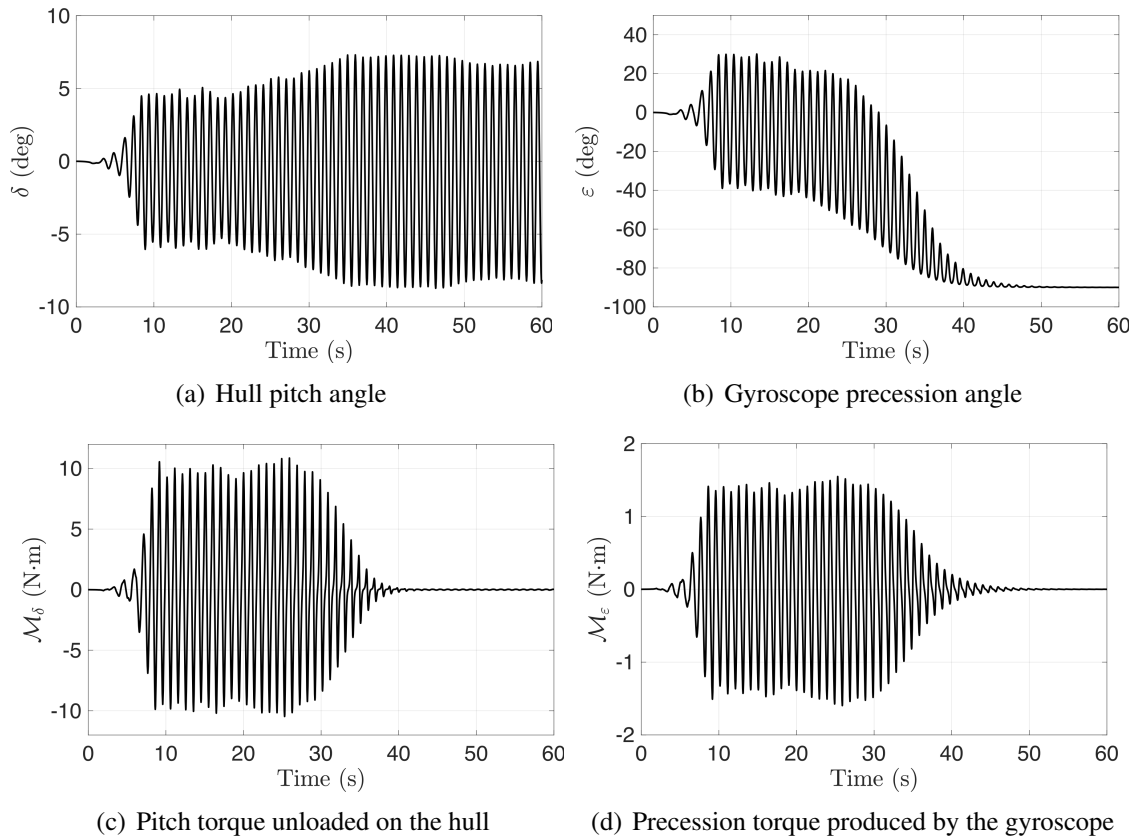 10
5
0
-5
-10
δ (deg)
0 10 20 30 40 50 60
Time (s)
(a) Hull pitch angle
40
20
0
-20
-40
-60
-80
-100
ε (deg)
0 10 20 30 40 50 60
Time (s)
(b) Gyroscope precession angle
10
5
0
-5
-10
ℳδ (N·m)
0 10 20 30 40 50 60
Time (s)
(c) Pitch torque unloaded on the hull
2
1
0
-1
-2
ℳε (N·m)
0 10 20 30 40 50 60
Time (s)
(d) Precession torque produced by the gyroscope